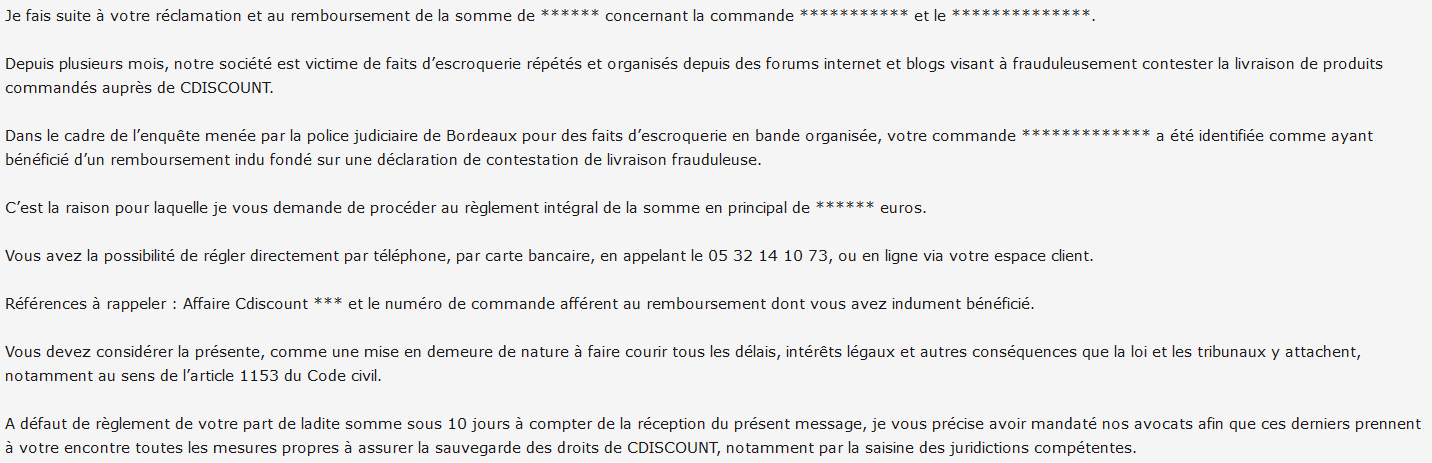 Je fais suite à votre réclamation et au remboursement de la somme de ****** concernant la commande *********** et le **************.
Depuis plusieurs mois, notre société est victime de faits d’escroquerie répétés et organisés depuis des forums internet et blogs visant à frauduleusement contester la livraison de produits
commandés auprès de CDISCOUNT.
Dans le cadre de l’enquête menée par la police judiciaire de Bordeaux pour des faits d’escroquerie en bande organisée, votre commande ************* a été identifiée comme ayant
bénéficié d’un remboursement indu fondé sur une déclaration de contestation de livraison frauduleuse.
C’est la raison pour laquelle je vous demande de procéder au règlement intégral de la somme en principal de ****** euros.
Vous avez la possibilité de régler directement par téléphone, par carte bancaire, en appelant le 05 32 14 10 73, ou en ligne via votre espace client.
Références à rappeler : Affaire Cdiscount *** et le numéro de commande afférent au remboursement dont vous avez indument bénéficié.
Vous devez considérer la présente, comme une mise en demeure de nature à faire courir tous les délais, intérêts légaux et autres conséquences que la loi et les tribunaux y attachent,
notamment au sens de l’article 1153 du Code civil.
A défaut de règlement de votre part de ladite somme sous 10 jours à compter de la réception du présent message, je vous précise avoir mandaté nos avocats afin que ces derniers prennent
à votre encontre toutes les mesures propres à assurer la sauvegarde des droits de CDISCOUNT, notamment par la saisine des juridictions compétentes.